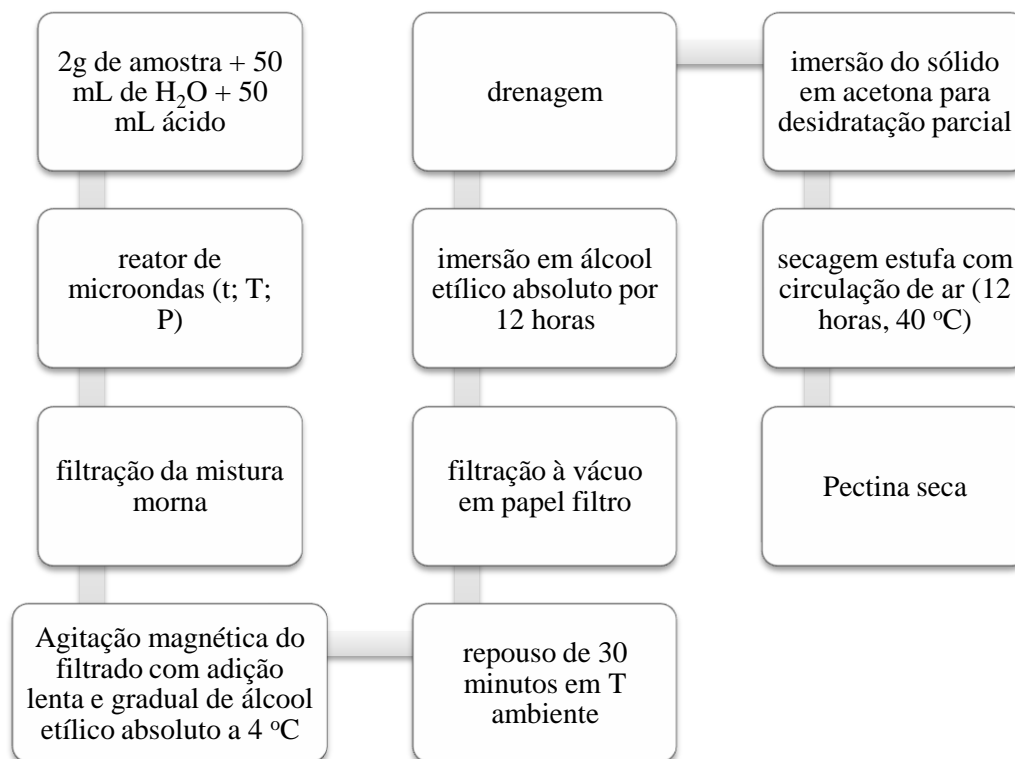 2g de amostra + 50
mL de H₂O + 50
mL ácido
reator de
microondas (t; T;
P)
filtração da mistura
morna
Agitação magnética do
filtrado com adição
lenta e gradual de álcool
etílico absoluto a 4 ºC
repouso de 30
minutos em T
ambiente
filtração à vácuo
em papel filtro
imersão em álcool
etílico absoluto por
12 horas
drenagem
imersão do sólido
em acetona para
desidratação parcial
secagem estufa com
circulação de ar (12
horas, 40 ºC)
Pectina seca